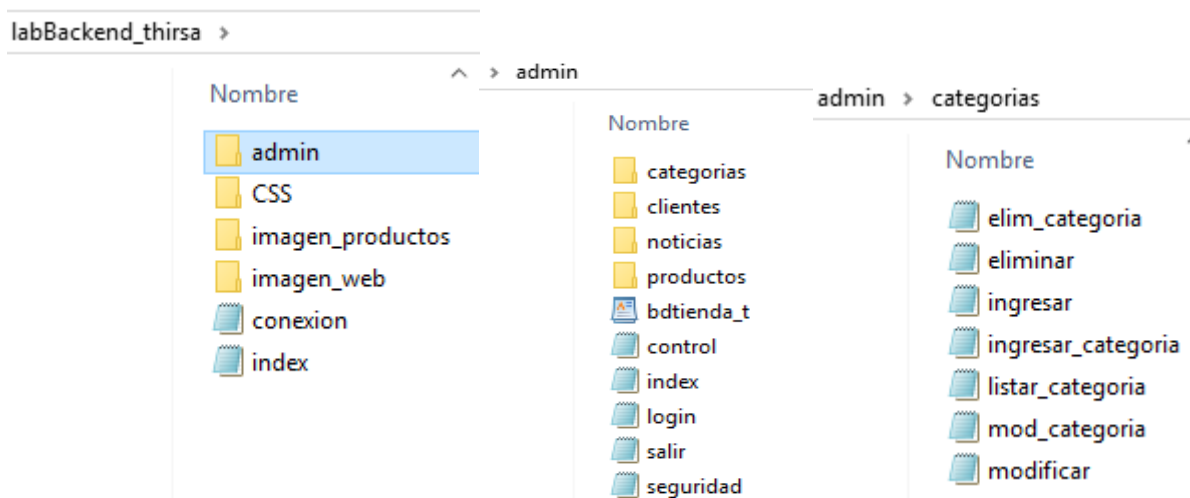 labBackend_thirsa >
Nombre
admin
CSS
imagen_productos
imagen_web
conexion
index
> admin
Nombre
categorias
clientes
noticias
productos
bdtienda_t
control
index
login
salir
seguridad
admin > categorias
Nombre
elim_categoria
eliminar
ingresar
ingresar_categoria
listar_categoria
mod_categoria
modificar